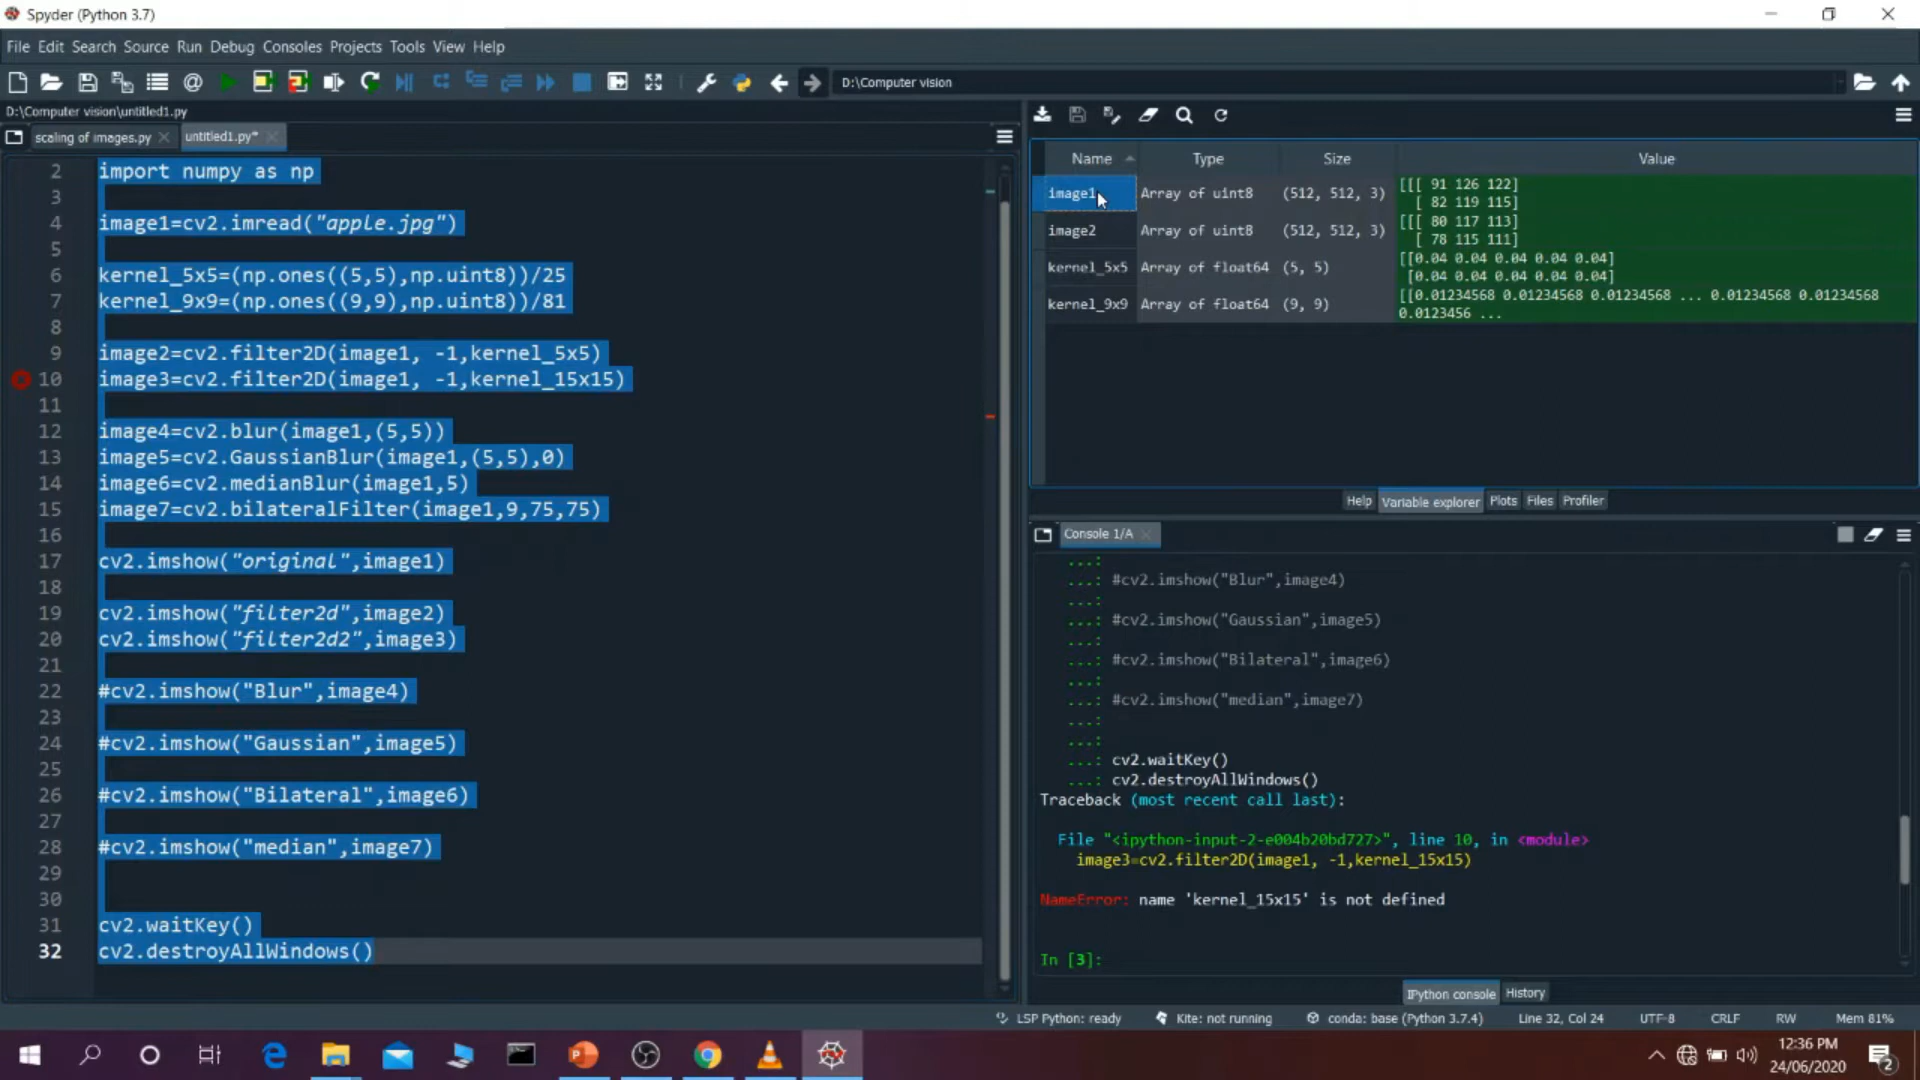 Spyder (Python 3.7)
File Edit Search Source Run Debug Consoles Projects Tools View Help
D:\Computer vision
D:\Computer vision\untitled1.py
scaling of images.py
untitled1.py*
2 import numpy as np
3
4 image1=cv2.imread("apple.jpg")
5
6 kernel_5x5=(np.ones((5,5),np.uint8))/25
7 kernel_9x9=(np.ones((9,9),np.uint8))/81
8
9 image2=cv2.filter2D(image1, -1,kernel_5x5)
10 image3=cv2.filter2D(image1, -1,kernel_15x15)
11
12 image4=cv2.blur(image1,(5,5))
13 image5=cv2.GaussianBlur(image1,(5,5),0)
14 image6=cv2.medianBlur(image1,5)
15 image7=cv2.bilateralFilter(image1,9,75,75)
16
17 cv2.imshow("original",image1)
18
19 cv2.imshow("filter2d",image2)
20 cv2.imshow("filter2d2",image3)
21
22 #cv2.imshow("Blur",image4)
23
24 #cv2.imshow("Gaussian",image5)
25
26 #cv2.imshow("Bilateral",image6)
27
28 #cv2.imshow("median",image7)
29
30
31 cv2.waitKey()
32 cv2.destroyAllWindows()
Name Type Size Value
image1 Array of uint8 (512, 512, 3) [[[ 91 126 122]
[ 82 119 115]
image2 Array of uint8 (512, 512, 3) [[[ 80 117 113]
[ 78 115 111]
kernel_5x5 Array of float64 (5, 5) [[0.04 0.04 0.04 0.04 0.04]
[0.04 0.04 0.04 0.04 0.04]
kernel_9x9 Array of float64 (9, 9) [[0.01234568 0.01234568 0.01234568 ... 0.01234568 0.01234568
0.0123456 ...
Help Variable explorer Plots Files Profiler
Console 1/A
...:
...: #cv2.imshow("Blur",image4)
...:
...: #cv2.imshow("Gaussian",image5)
...:
...: #cv2.imshow("Bilateral",image6)
...:
...: #cv2.imshow("median",image7)
...:
...:
...: cv2.waitKey()
...: cv2.destroyAllWindows()
Traceback (most recent call last):
File "<ipython-input-2-e004b20bd727>", line 10, in <module>
image3=cv2.filter2D(image1, -1,kernel_15x15)
NameError: name 'kernel_15x15' is not defined
In [3]:
IPython console History
LSP Python: ready Kite: not running conda: base (Python 3.7.4) Line 32, Col 24 UTF-8 CRLF RW Mem 81%
12:36 PM
24/06/2020
2